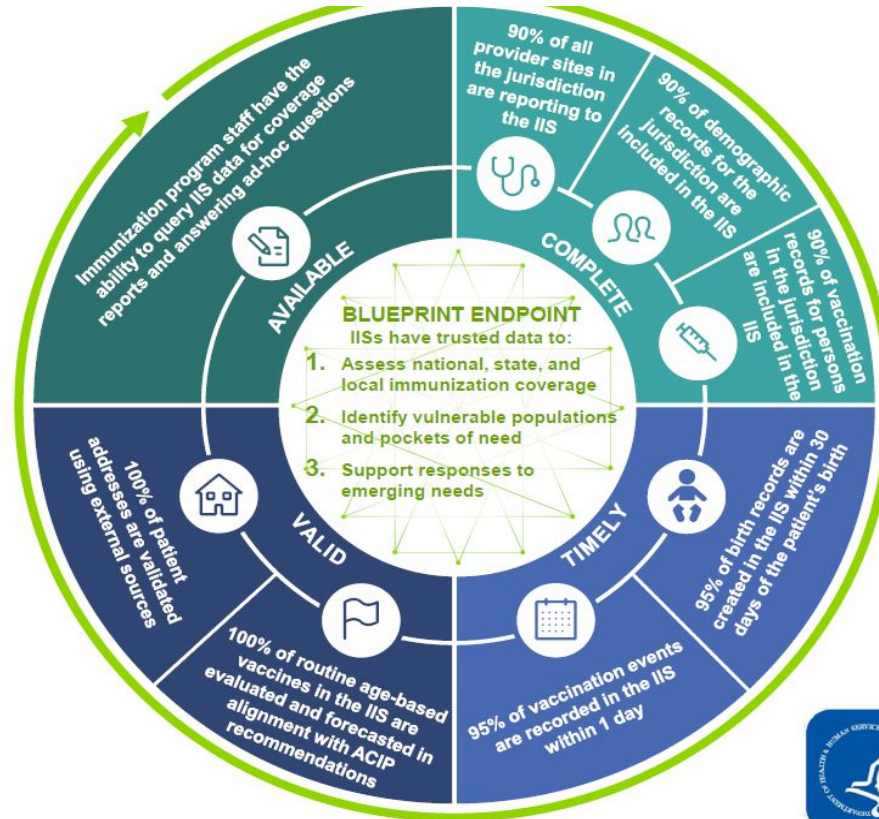 Immunization program staff have the
ability to query IIS data for coverage
reports and answering ad-hoc questions
AVAILABLE
90% of all
provider sites in
the jurisdiction
are reporting to
the IIS
90% of demographic
records for the
jurisdiction are
included in the IIS
90% of vaccination
records for persons
in the jurisdiction
are included in the
IIS
COMPLETE
BLUEPRINT ENDPOINT
IISs have trusted data to:
1. Assess national, state, and
local immunization coverage
2. Identify vulnerable populations
and pockets of need
3. Support responses to
emerging needs
TIMELY
95% of birth records are
created in the IIS within 30
days of the patient's birth
95% of vaccination events
are recorded in the IIS
within 1 day
VALID
100% of routine age-based
vaccines in the IIS are
evaluated and forecasted in
alignment with ACIP
recommendations
100% of patient
addresses are validated
using external sources
DEPARTMENT OF HEALTH & HUMAN